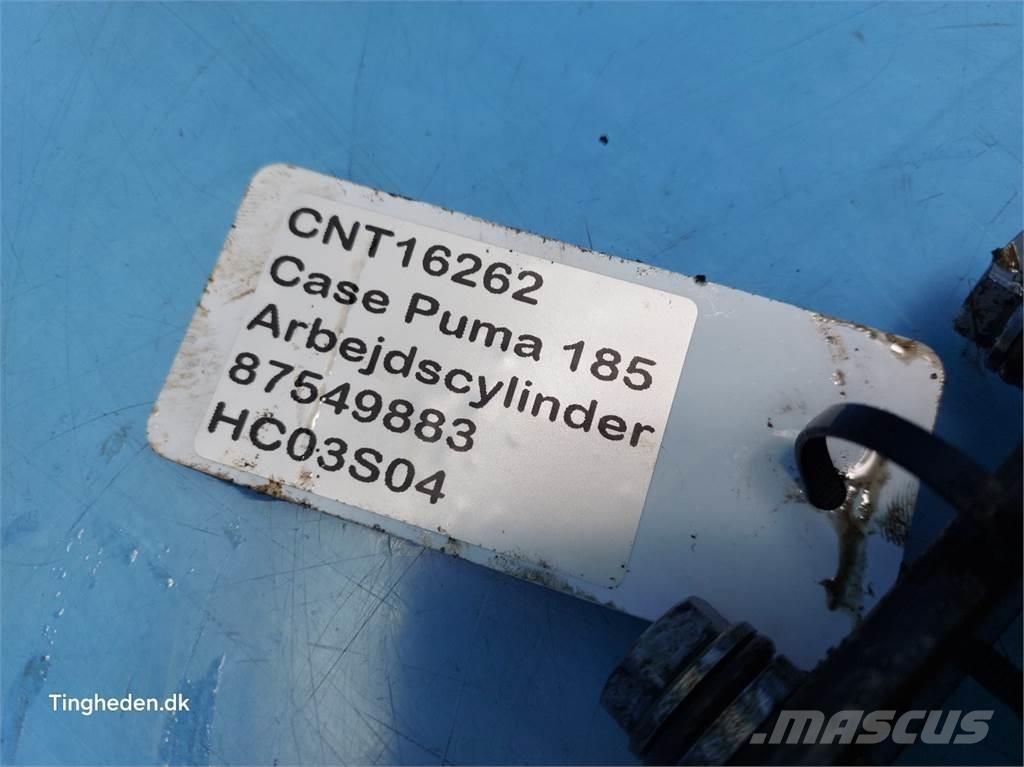 CNT16262
Case Puma 185
Arbejdscylinder
87549883
HC03S04
Tingheden.dk
MASCUS